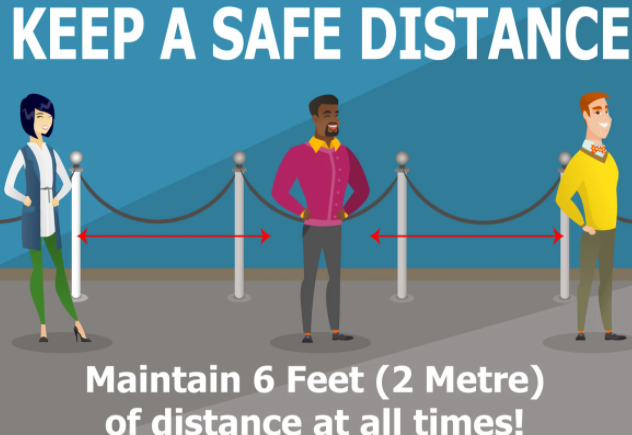 KEEP A SAFE DISTANCE
Maintain 6 Feet (2 Metre)
of distance at all times!